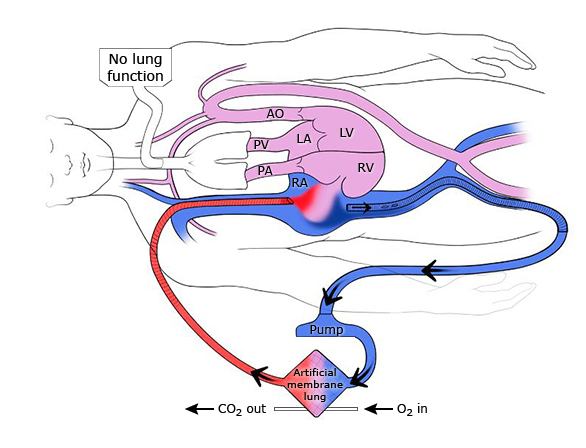 No lung
function
AO
PV
LA
LV
PA
RV
RA
Pump
Artificial
membrane
lung
CO₂ out
O₂ in